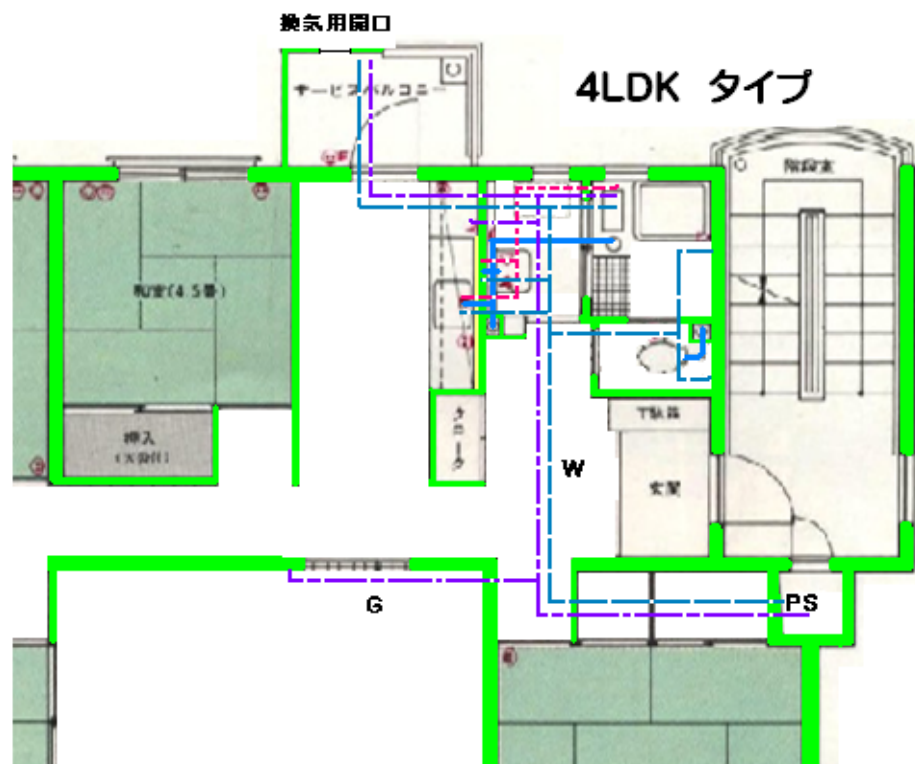 換気用開口
4LDK タイプ
サービスバルコニー
階段室
和室(4.5畳)
押入
下駄箱
W
玄関
G
PS